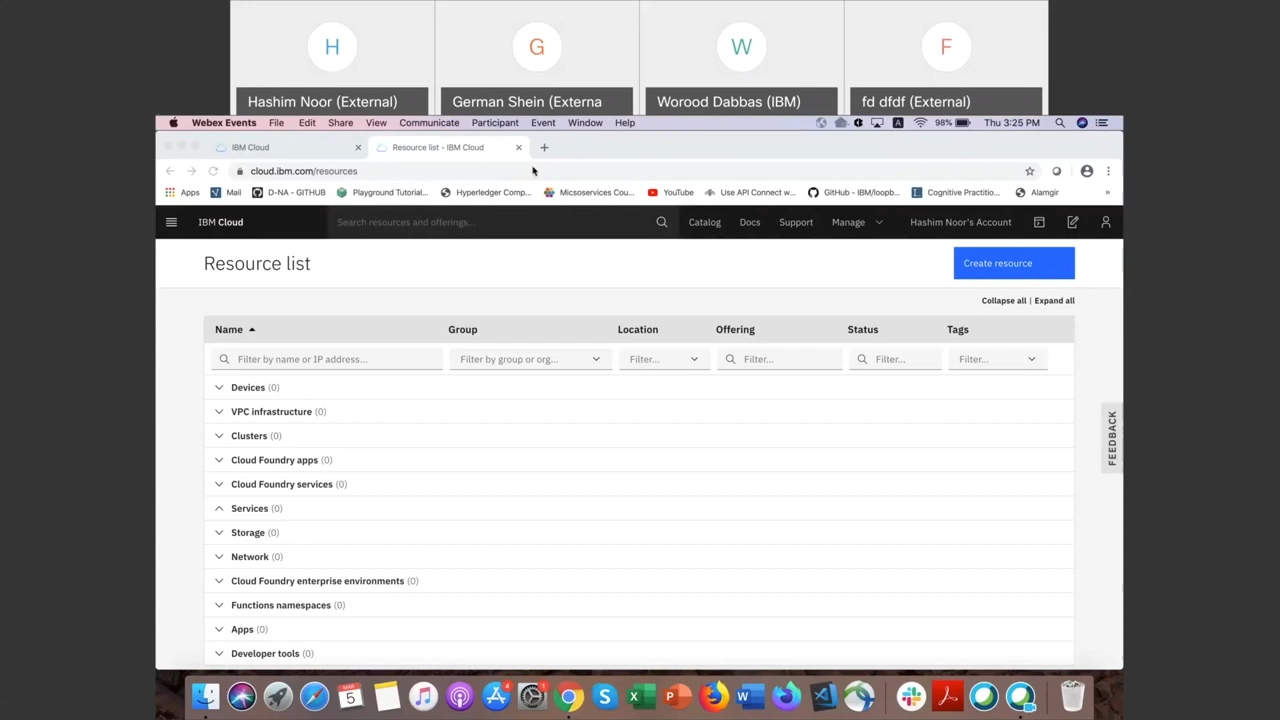 H
G
W
F
Hashim Noor (External)
German Shein (Externa
Worood Dabbas (IBM)
fd dfdf (External)
Webex Events File Edit Share View Communicate Participant Event Window Help A 98% Thu 3:25 PM
IBM Cloud
Resource list - IBM Cloud
cloud.ibm.com/resources
Apps Mail D-NA - GITHUB Playground Tutorial... Hyperledger Comp... Micsoservices Cou... YouTube Use API Connect w... GitHub - IBM/loopb... Cognitive Practitio... Alamgir »
IBM Cloud Search resources and offerings... Catalog Docs Support Manage Hashim Noor's Account
Resource list
Create resource
Collapse all | Expand all
Name Group Location Offering Status Tags
Filter by name or IP address... Filter by group or org... Filter... Filter... Filter... Filter...
Devices (0)
VPC infrastructure (0)
Clusters (0)
Cloud Foundry apps (0)
Cloud Foundry services (0)
Services (0)
Storage (0)
Network (0)
Cloud Foundry enterprise environments (0)
Functions namespaces (0)
Apps (0)
Developer tools (0)
FEEDBACK
MAR
5
4
1